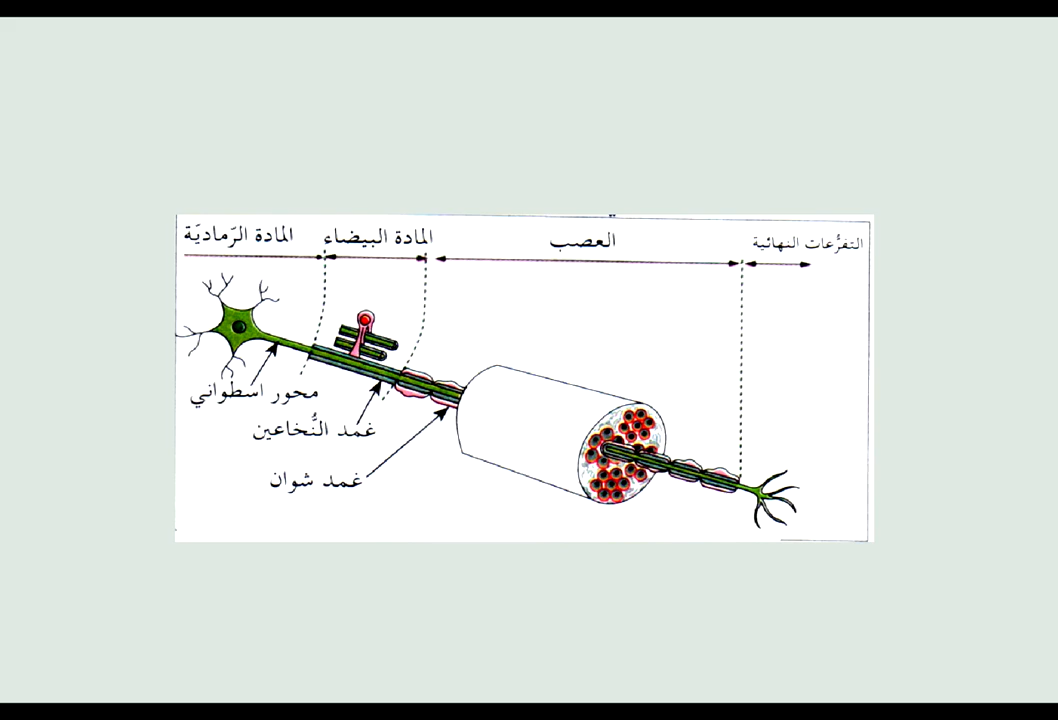 المادة الرّماديّة
المادة البيضاء
العصب
التفرُّعات النهائية
محور اسطواني
غمد النُّخاعين
غمد شوان